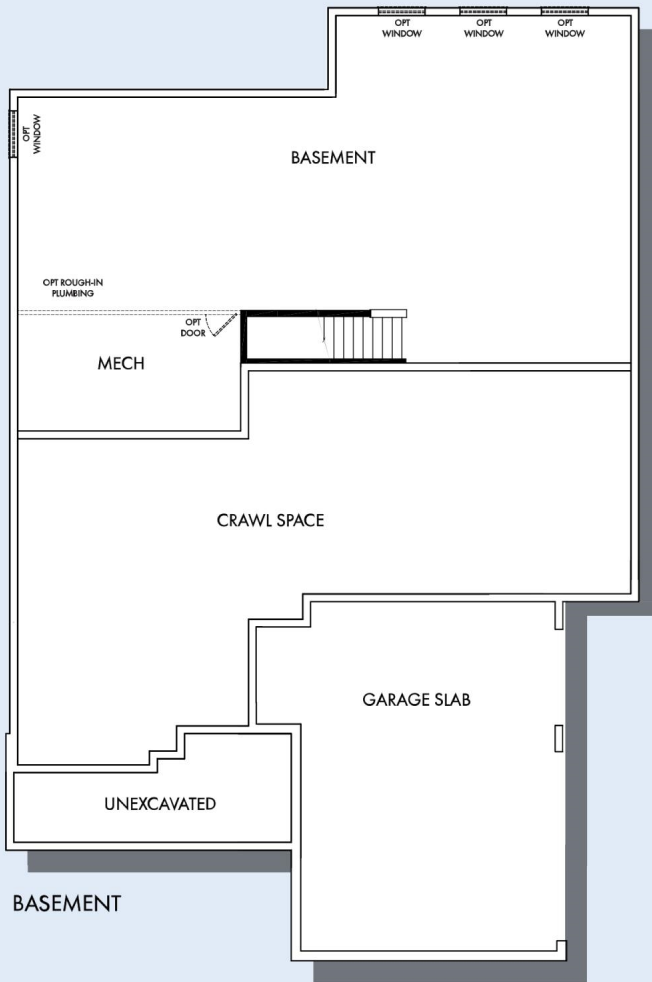 OPT
WINDOW
OPT
WINDOW
OPT
WINDOW
OPT
WINDOW
BASEMENT
OPT ROUGH-IN
PLUMBING
OPT
DOOR
MECH
CRAWL SPACE
GARAGE SLAB
UNEXCAVATED
BASEMENT